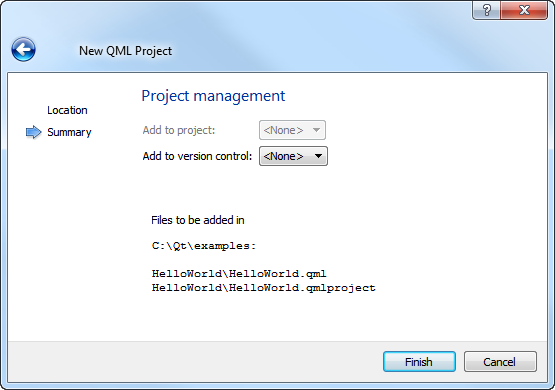 ?
New QML Project
Location
Summary
Project management
Add to project: <None>
Add to version control: <None>
Files to be added in
C:\Qt\examples:
HelloWorld\HelloWorld.qml
HelloWorld\HelloWorld.qmlproject
Finish Cancel